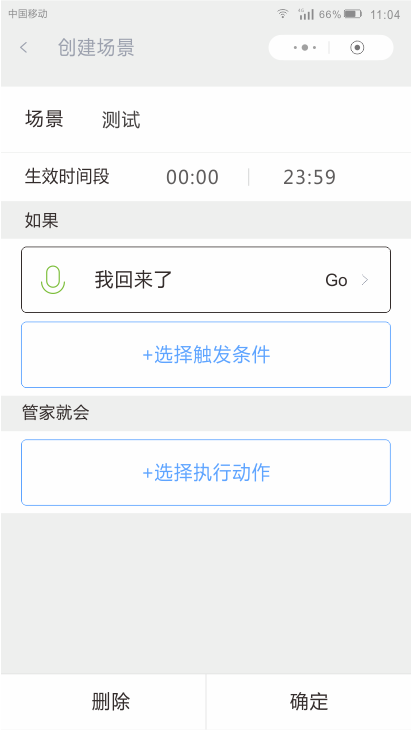 中国移动 4G 66% 11:04
创建场景
场景 测试
生效时间段 00:00 23:59
如果
我回来了 Go
+选择触发条件
管家就会
+选择执行动作
删除 确定